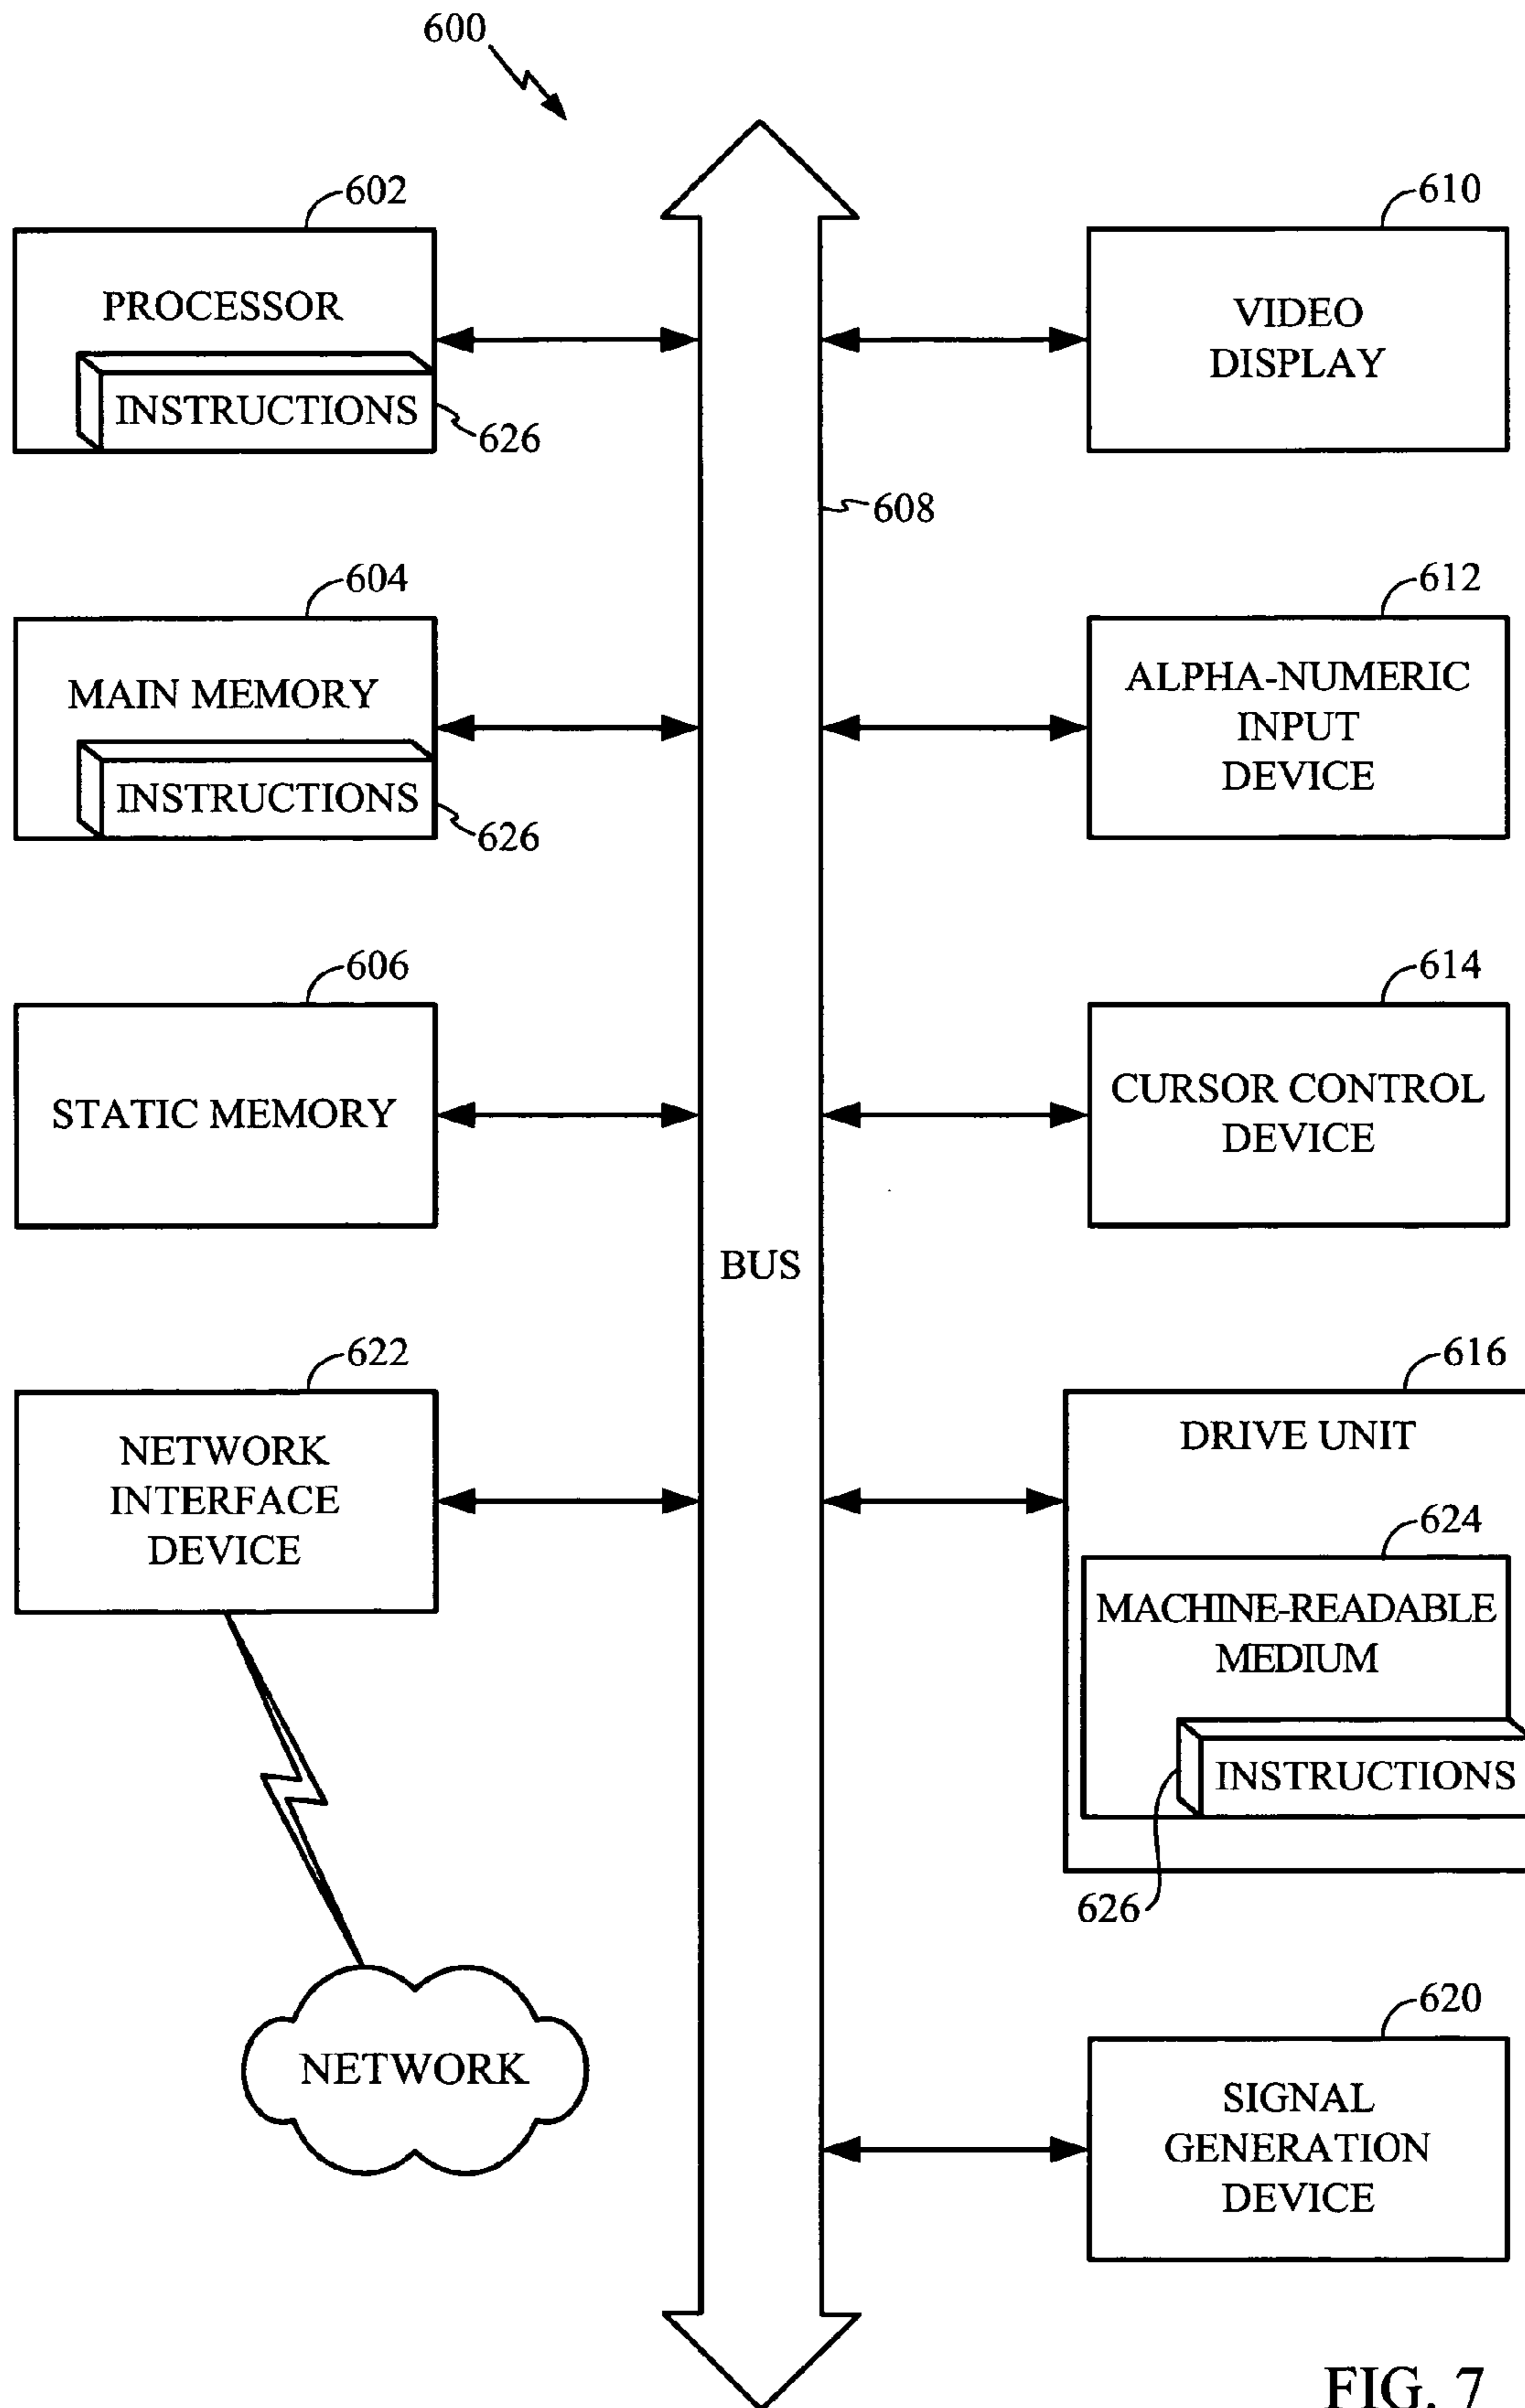 600
602
PROCESSOR
INSTRUCTIONS
626
610
VIDEO
DISPLAY
608
604
MAIN MEMORY
INSTRUCTIONS
626
612
ALPHA-NUMERIC
INPUT
DEVICE
606
STATIC MEMORY
614
CURSOR CONTROL
DEVICE
BUS
622
NETWORK
INTERFACE
DEVICE
616
DRIVE UNIT
624
MACHINE-READABLE
MEDIUM
INSTRUCTIONS
626
NETWORK
620
SIGNAL
GENERATION
DEVICE
FIG. 7